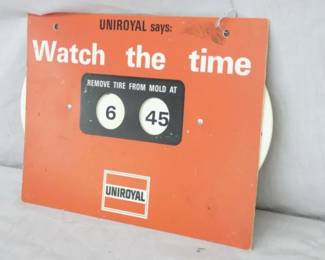 UNIROYAL says:
Watch the time
REMOVE TIRE FROM MOLD AT
6 45
UNIROYAL